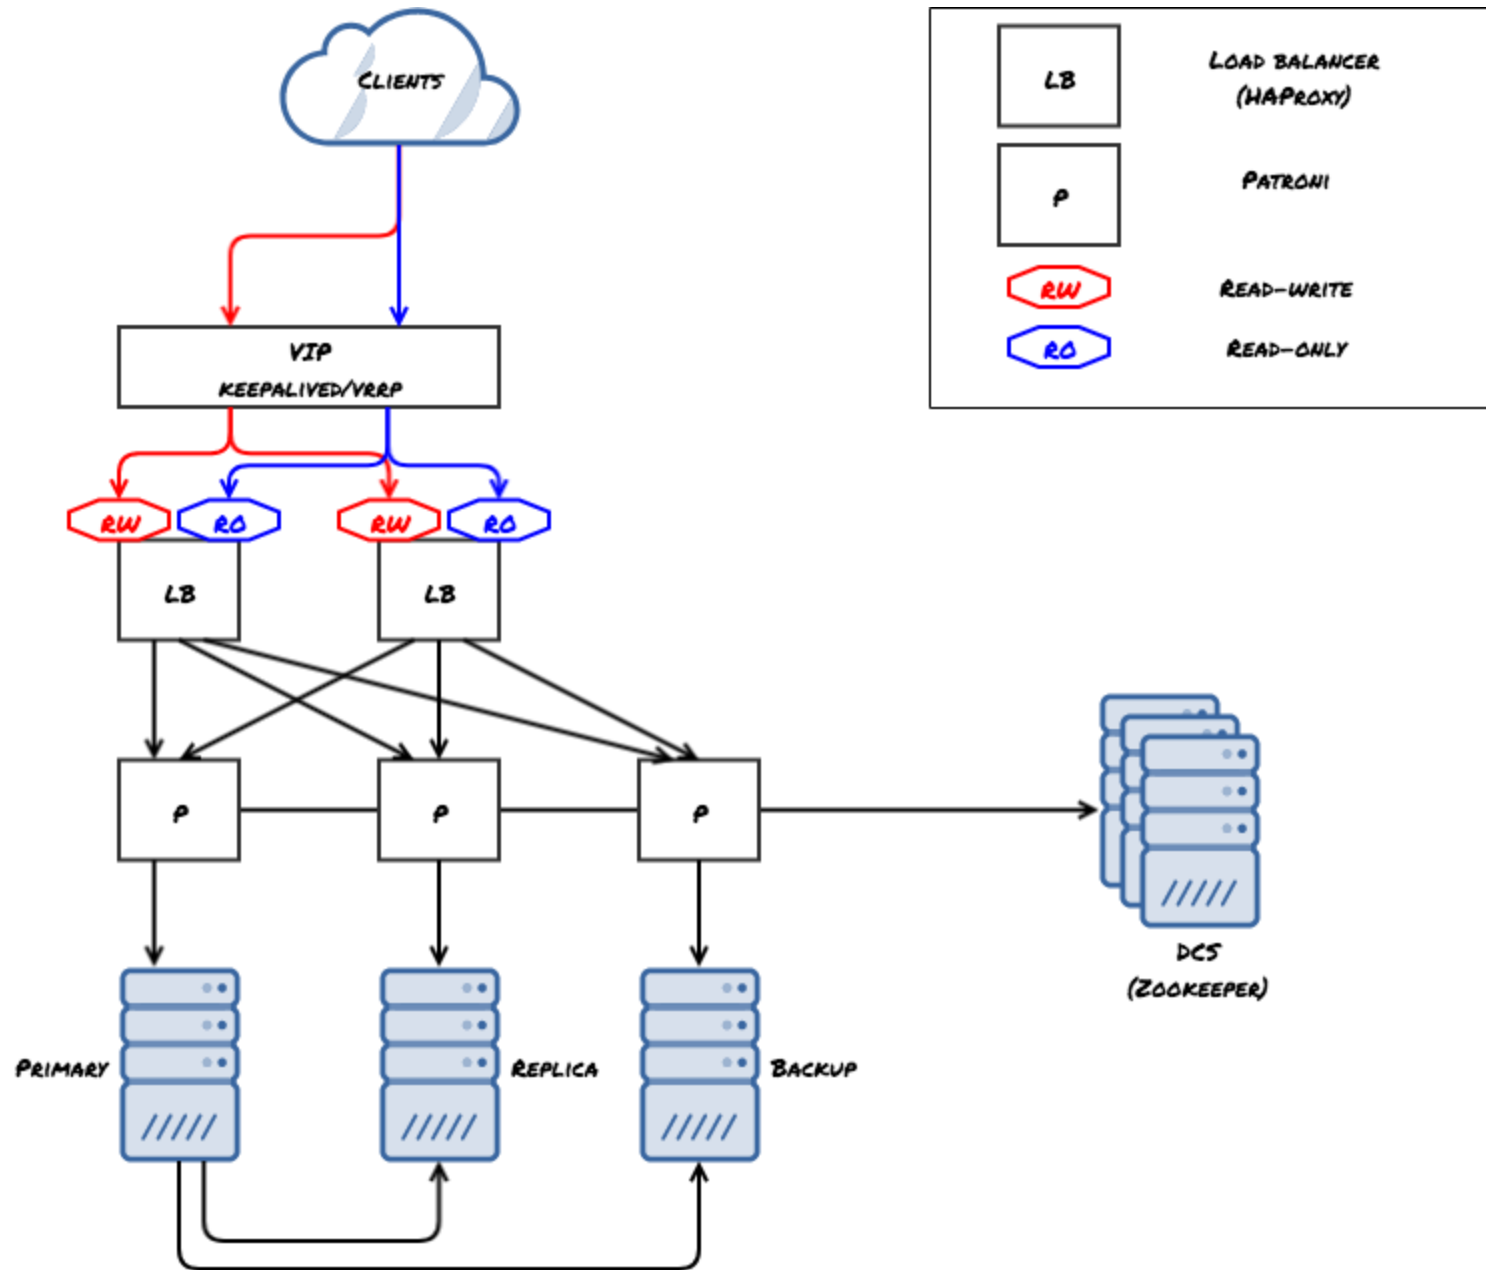 CLIENTS
VIP
KEEPALIVED/VRRP
RW
RO
RW
RO
LB
LB
P
P
P
PRIMARY
REPLICA
BACKUP
DCS
(ZOOKEEPER)
LB
LOAD BALANCER
(HAPROXY)
P
PATRONI
RW
READ-WRITE
RO
READ-ONLY